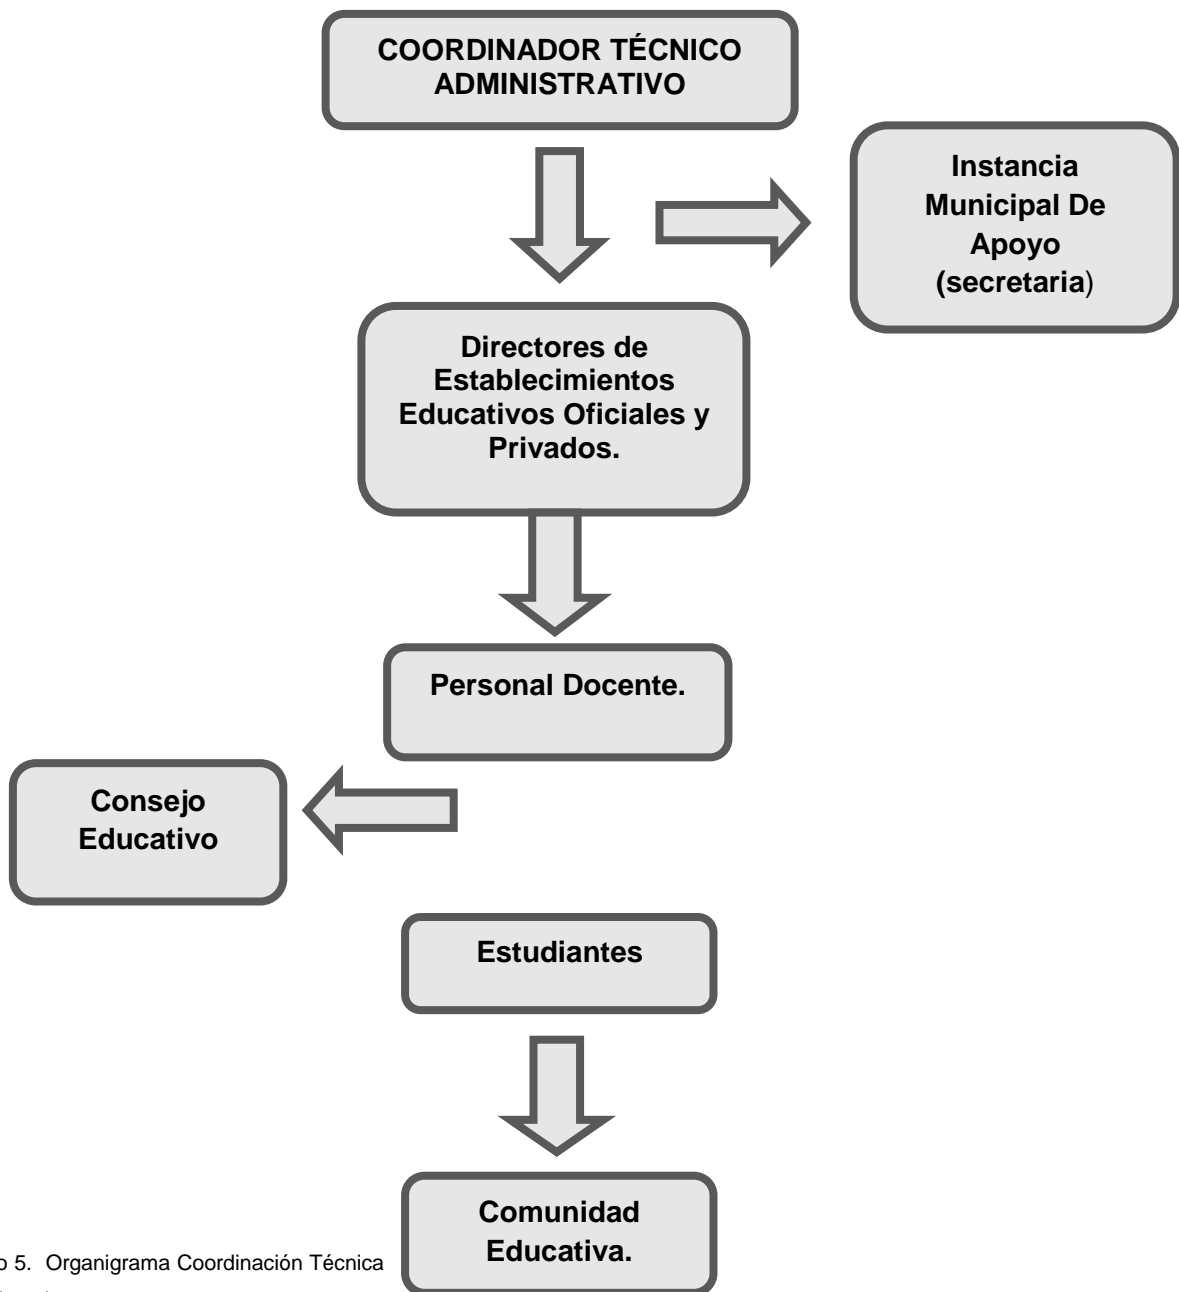 COORDINADOR TÉCNICO
ADMINISTRATIVO
Instancia
Municipal De
Apoyo
(secretaria)
Directores de
Establecimientos
Educativos Oficiales y
Privados.
Personal Docente.
Consejo
Educativo
Estudiantes
Comunidad
Educativa.
o 5. Organigrama Coordinación Técnica